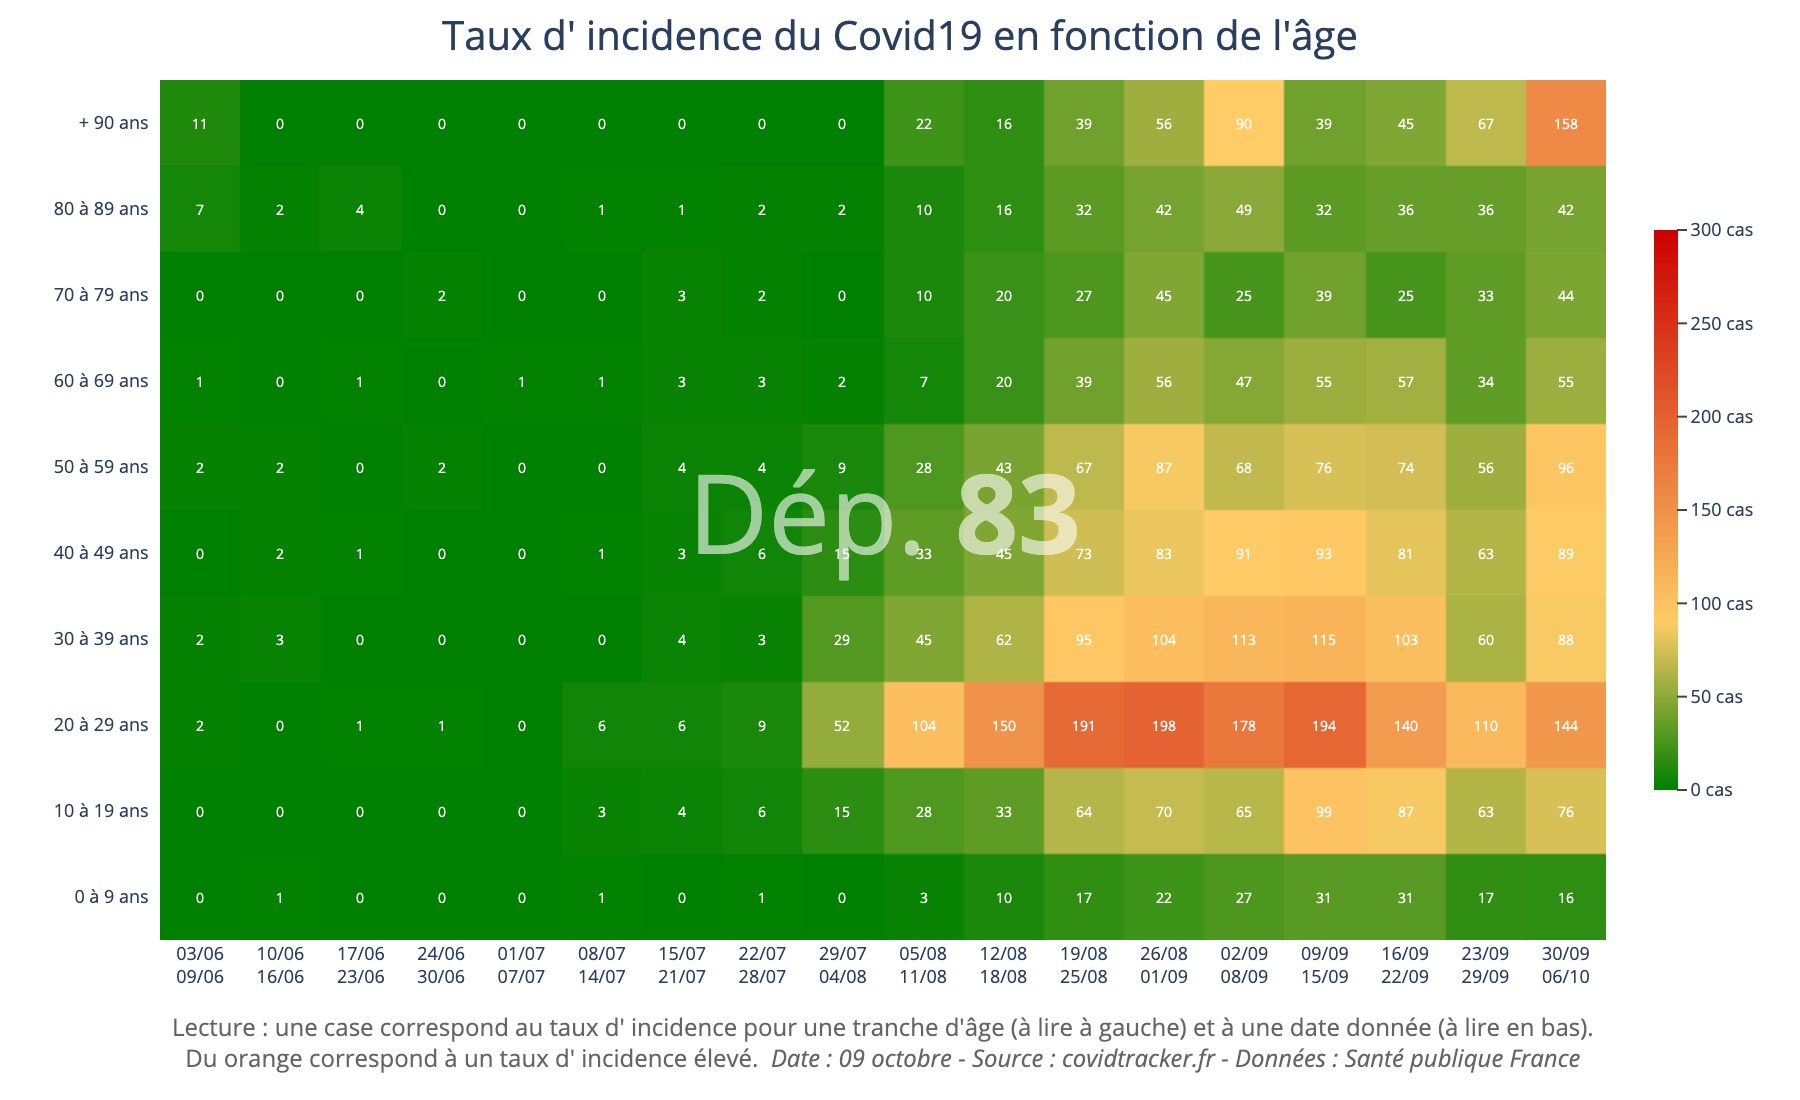 Taux d' incidence du Covid19 en fonction de l'âge
+ 90 ans 11 0 0 0 0 0 0 0 0 22 16 39 56 90 39 45 67 158
80 à 89 ans 7 2 4 0 0 1 1 2 2 10 16 32 42 49 32 36 36 42
70 à 79 ans 0 0 0 2 0 0 3 2 0 10 20 27 45 25 39 25 33 44
60 à 69 ans 1 0 1 0 1 1 3 3 2 7 20 39 56 47 55 57 34 55
50 à 59 ans 2 2 0 2 0 0 4 4 9 28 43 67 87 68 76 74 56 96
Dép. 83
40 à 49 ans 0 2 1 0 0 1 3 6 15 33 45 73 83 91 93 81 63 89
30 à 39 ans 2 3 0 0 0 0 4 3 29 45 62 95 104 113 115 103 60 88
20 à 29 ans 2 0 1 1 0 6 6 9 52 104 150 191 198 178 194 140 110 144
10 à 19 ans 0 0 0 0 0 3 4 6 15 28 33 64 70 65 99 87 63 76
0 à 9 ans 0 1 0 0 0 1 0 1 0 3 10 17 22 27 31 31 17 16
03/06 10/06 17/06 24/06 01/07 08/07 15/07 22/07 29/07 05/08 12/08 19/08 26/08 02/09 09/09 16/09 23/09 30/09
09/06 16/06 23/06 30/06 07/07 14/07 21/07 28/07 04/08 11/08 18/08 25/08 01/09 08/09 15/09 22/09 29/09 06/10
300 cas
250 cas
200 cas
150 cas
100 cas
50 cas
0 cas
Lecture : une case correspond au taux d' incidence pour une tranche d'âge (à lire à gauche) et à une date donnée (à lire en bas).
Du orange correspond à un taux d' incidence élevé. Date : 09 octobre - Source : covidtracker.fr - Données : Santé publique France